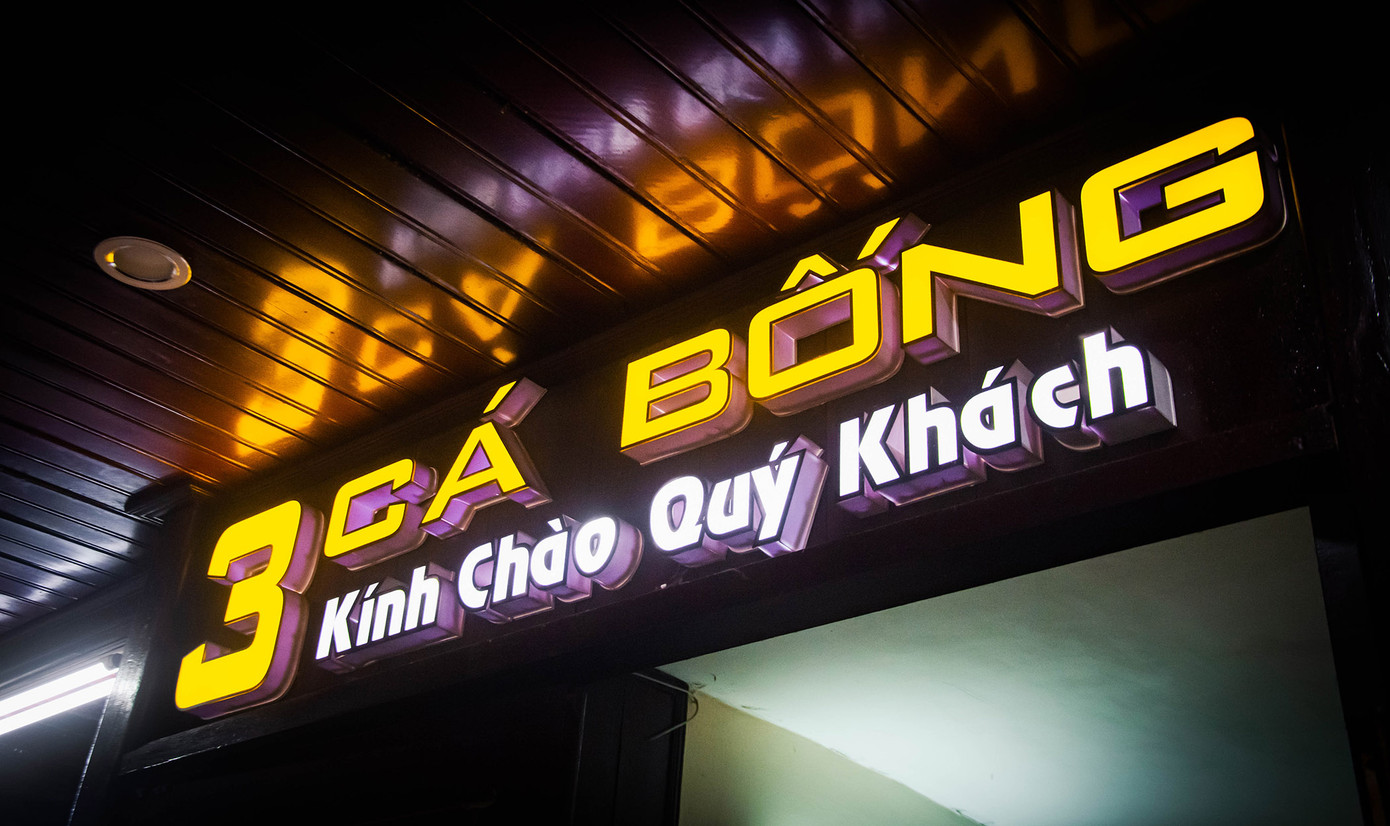 3 CÁ BỐNG
Kính Chào Quý Khách